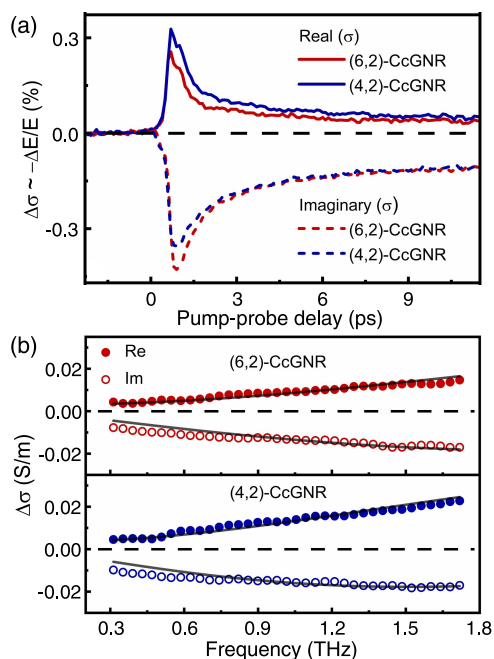 (a)
0.3
0.0
-0.3
Δσ ~ −ΔE/E (%)
Real (σ)
(6,2)-CcGNR
(4,2)-CcGNR
Imaginary (σ)
(6,2)-CcGNR
(4,2)-CcGNR
0 3 6 9
Pump-probe delay (ps)
(b)
Re
Im
(6,2)-CcGNR
0.02
0.00
-0.02
(4,2)-CcGNR
0.02
0.00
-0.02
Δσ (S/m)
0.3 0.6 0.9 1.2 1.5 1.8
Frequency (THz)